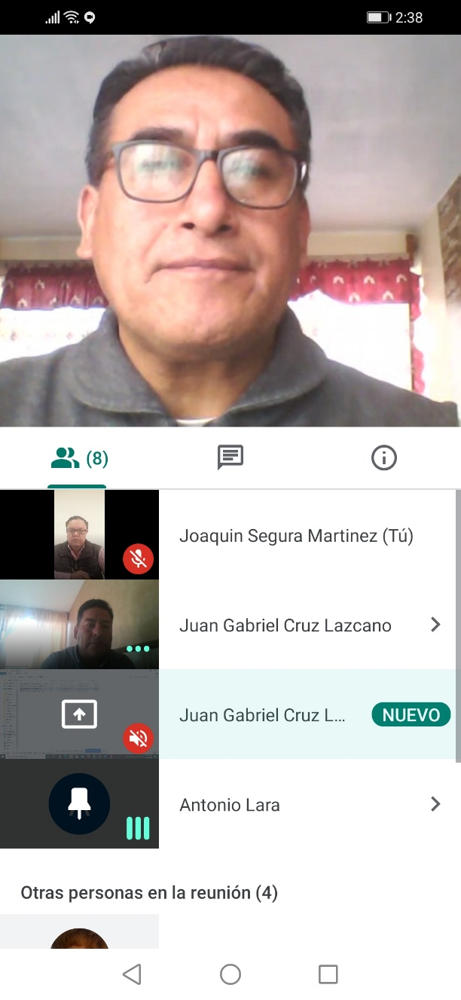 2:38
(8)
Joaquin Segura Martinez (Tú)
Juan Gabriel Cruz Lazcano
Juan Gabriel Cruz L... NUEVO
Antonio Lara
Otras personas en la reunión (4)